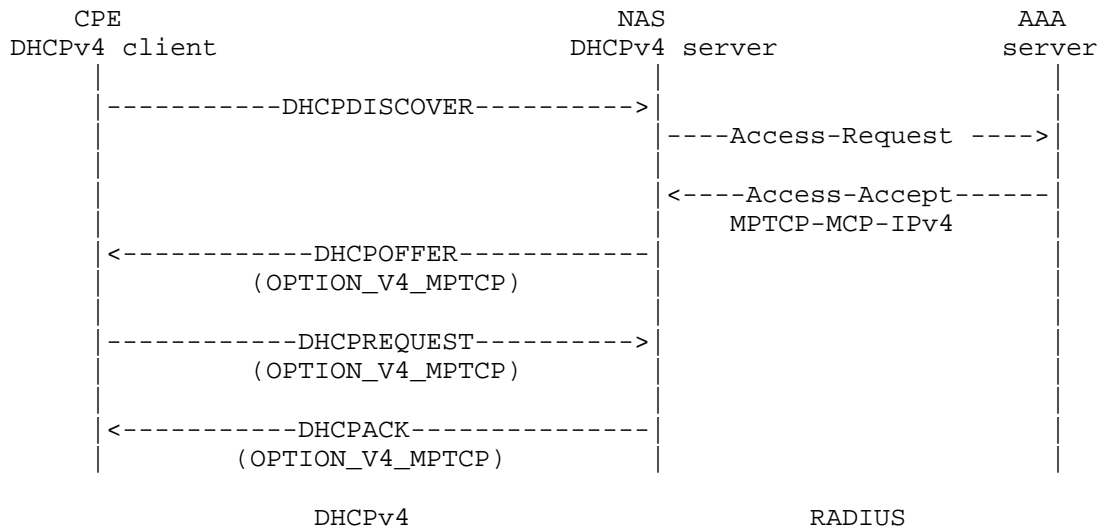 CPE NAS AAA
DHCPv4 client DHCPv4 server server
| | |
|-----------DHCPDISCOVER---------->| |
| |----Access-Request ---->|
| | |
| |<----Access-Accept------|
| | MPTCP-MCP-IPv4 |
|<------------DHCPOFFER------------| |
| (OPTION_V4_MPTCP) | |
| | |
|------------DHCPREQUEST---------->| |
| (OPTION_V4_MPTCP) | |
| | |
|<-----------DHCPACK---------------| |
| (OPTION_V4_MPTCP) | |
DHCPv4 RADIUS